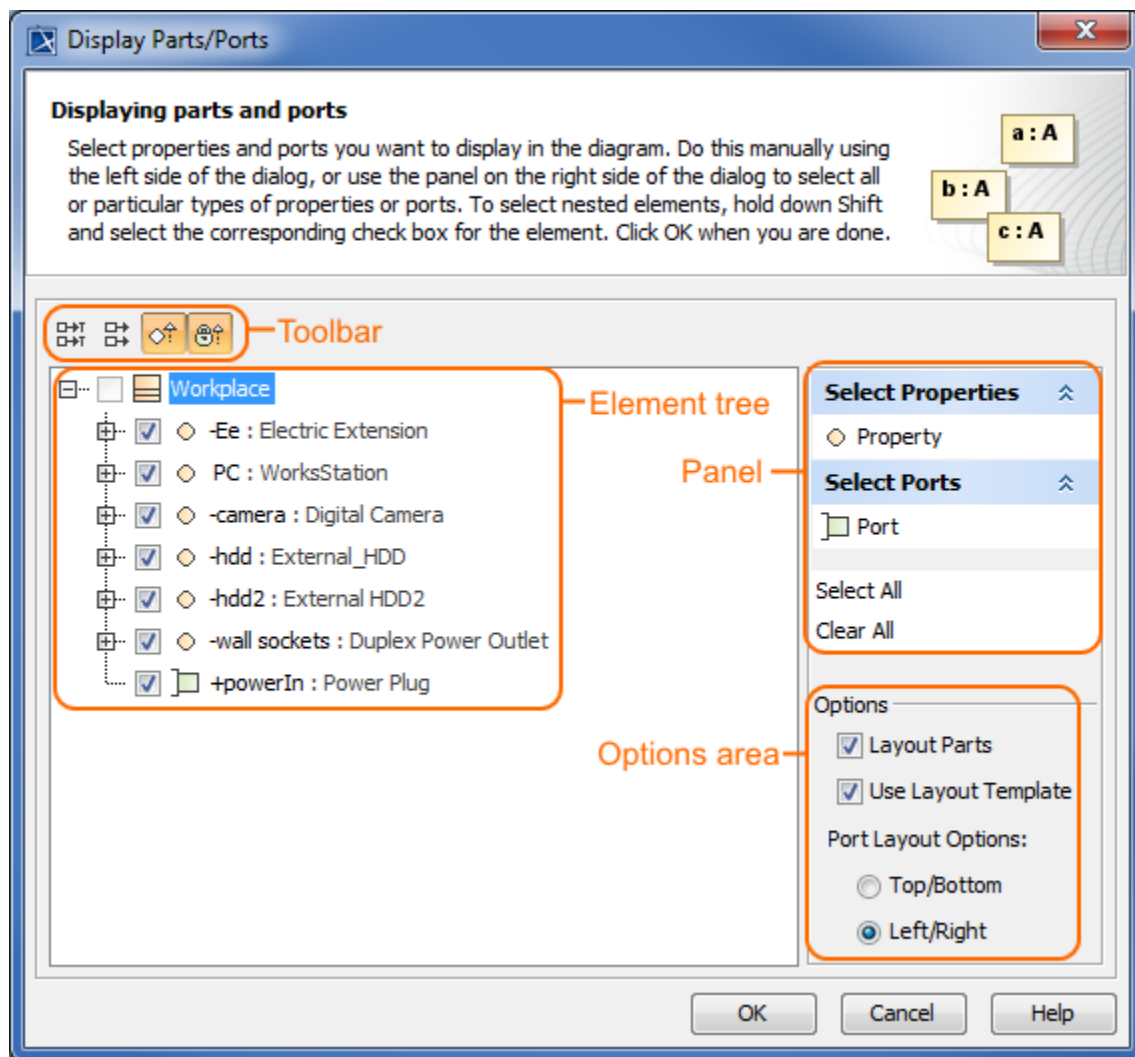 Display Parts/Ports
Displaying parts and ports
Select properties and ports you want to display in the diagram. Do this manually using
the left side of the dialog, or use the panel on the right side of the dialog to select all
or particular types of properties or ports. To select nested elements, hold down Shift
and select the corresponding check box for the element. Click OK when you are done.
a : A
b : A
c : A
Toolbar
Workplace
-Ee : Electric Extension
PC : WorksStation
-camera : Digital Camera
-hdd : External_HDD
-hdd2 : External HDD2
-wall sockets : Duplex Power Outlet
+powerIn : Power Plug
Element tree
Panel
Select Properties
Property
Select Ports
Port
Select All
Clear All
Options area
Options
Layout Parts
Use Layout Template
Port Layout Options:
Top/Bottom
Left/Right
OK
Cancel
Help